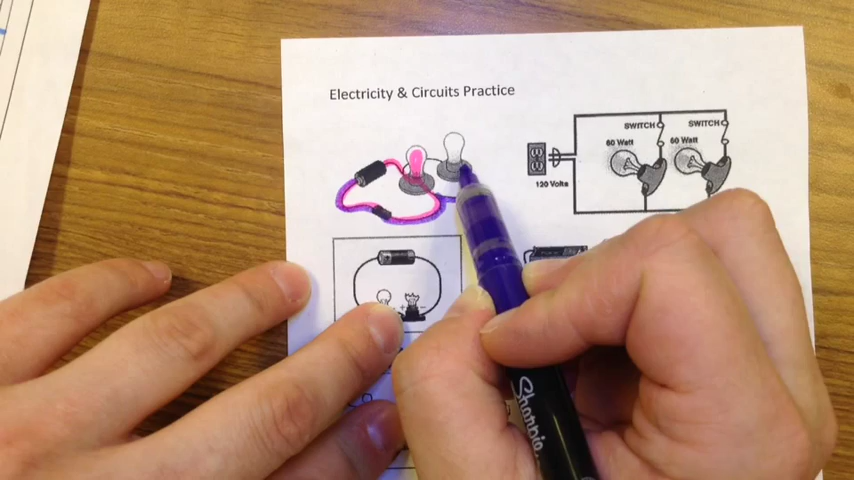 Electricity & Circuits Practice
SWITCH
SWITCH
60 Watt
60 Watt
120 Volts
Sharpie